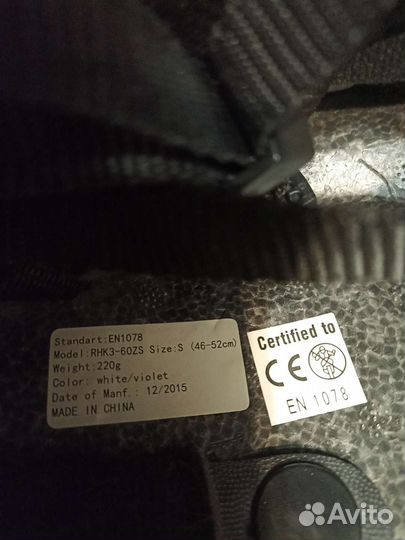 Standart:EN1078
Model:RHK3-60ZS Size:S (46-52cm)
Weight:220g
Color: white/violet
Date of Manf.: 12/2015
MADE IN CHINA
Certified to
CE
EN 1078
Avito